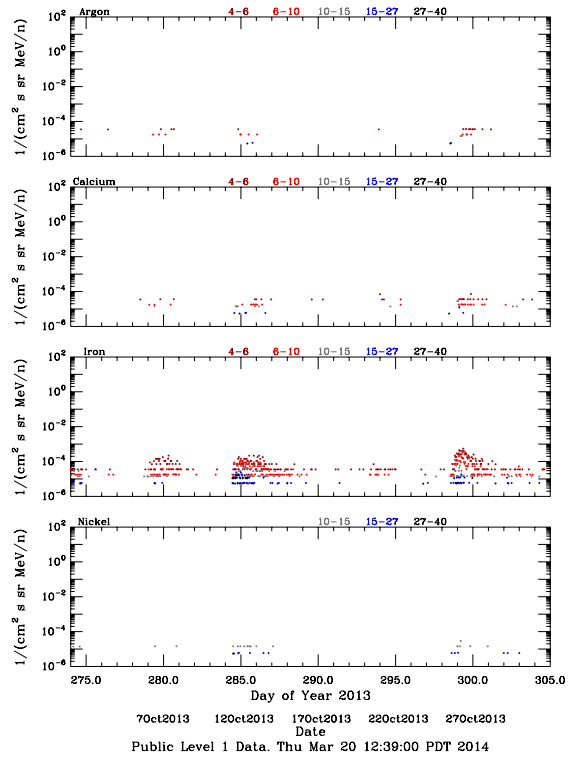 Argon 4-6 6-10 10-15 15-27 27-40
10² 10⁰ 10⁻² 10⁻⁴ 10⁻⁶
1/(cm² s sr MeV/n)
Calcium 4-6 6-10 10-15 15-27 27-40
10² 10⁰ 10⁻² 10⁻⁴ 10⁻⁶
1/(cm² s sr MeV/n)
Iron 4-6 6-10 10-15 15-27 27-40
10² 10⁰ 10⁻² 10⁻⁴ 10⁻⁶
1/(cm² s sr MeV/n)
Nickel 10-15 15-27 27-40
10² 10⁰ 10⁻² 10⁻⁴ 10⁻⁶
1/(cm² s sr MeV/n)
275.0 280.0 285.0 290.0 295.0 300.0 305.0
Day of Year 2013
7Oct2013 12Oct2013 17Oct2013 22Oct2013 27Oct2013
Date
Public Level 1 Data. Thu Mar 20 12:39:00 PDT 2014